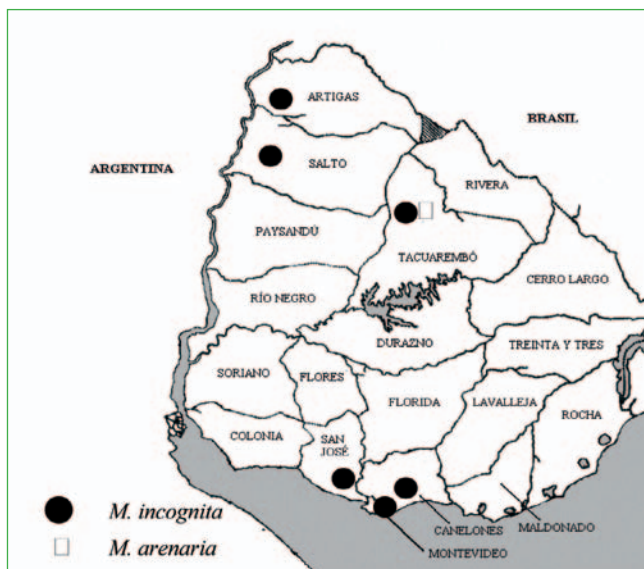 ARTIGAS
BRASIL
ARGENTINA
SALTO
RIVERA
PAYSANDÚ
TACUAREMBÓ
CERRO LARGO
RÍO NEGRO
DURAZNO
TREINTA Y TRES
SORIANO
FLORES
FLORIDA
LAVALLEJA
ROCHA
COLONIA
SAN
JOSÉ
M. incognita
CANELONES
MALDONADO
M. arenaria
MONTEVIDEO